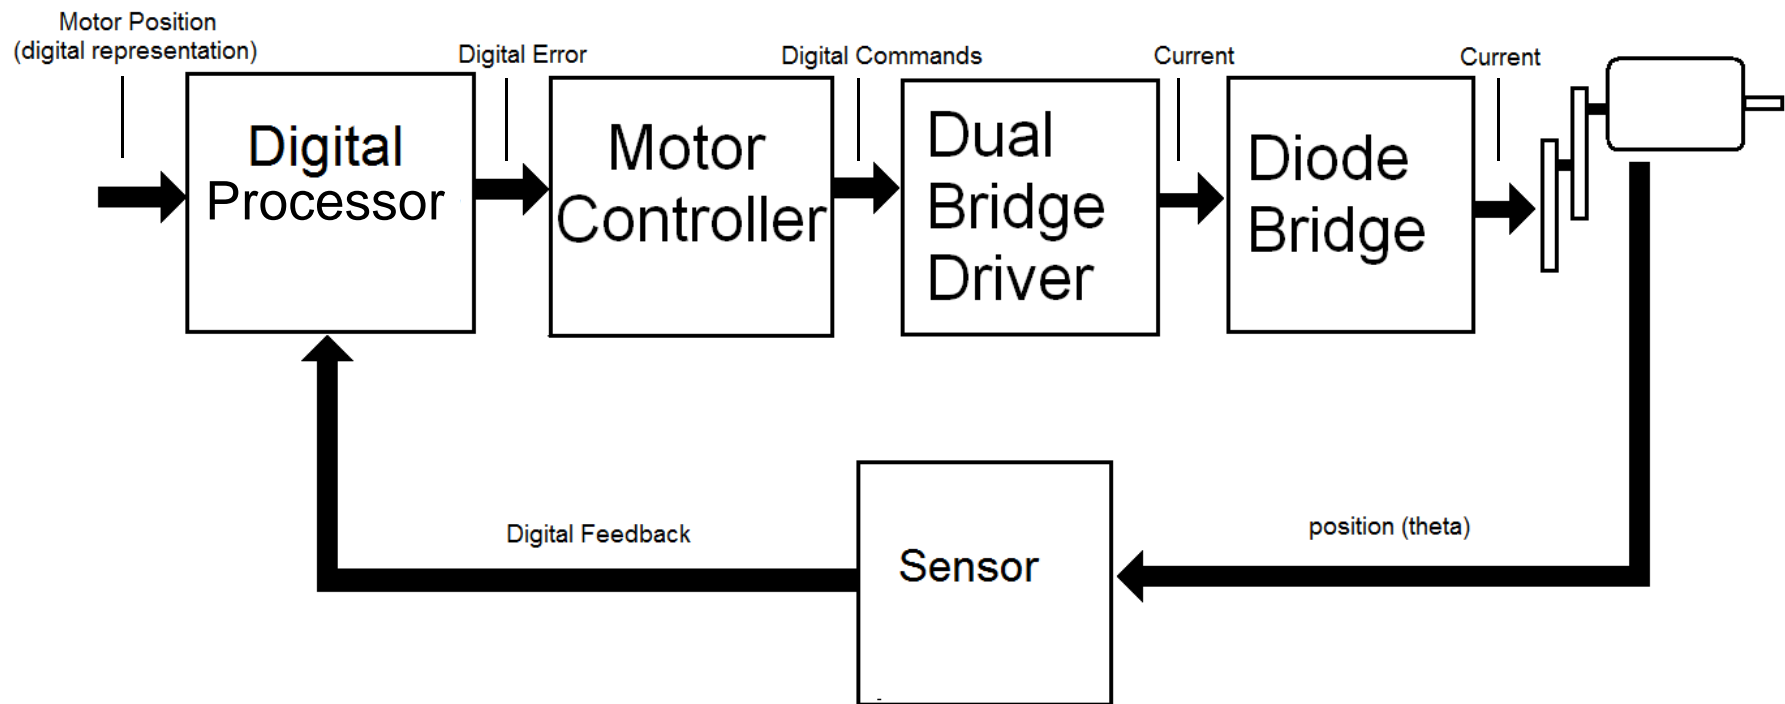 Motor Position
(digital representation)
Digital Error
Digital Commands
Current
Current
Digital
Processor
Motor
Controller
Dual
Bridge
Driver
Diode
Bridge
Digital Feedback
Sensor
position (theta)